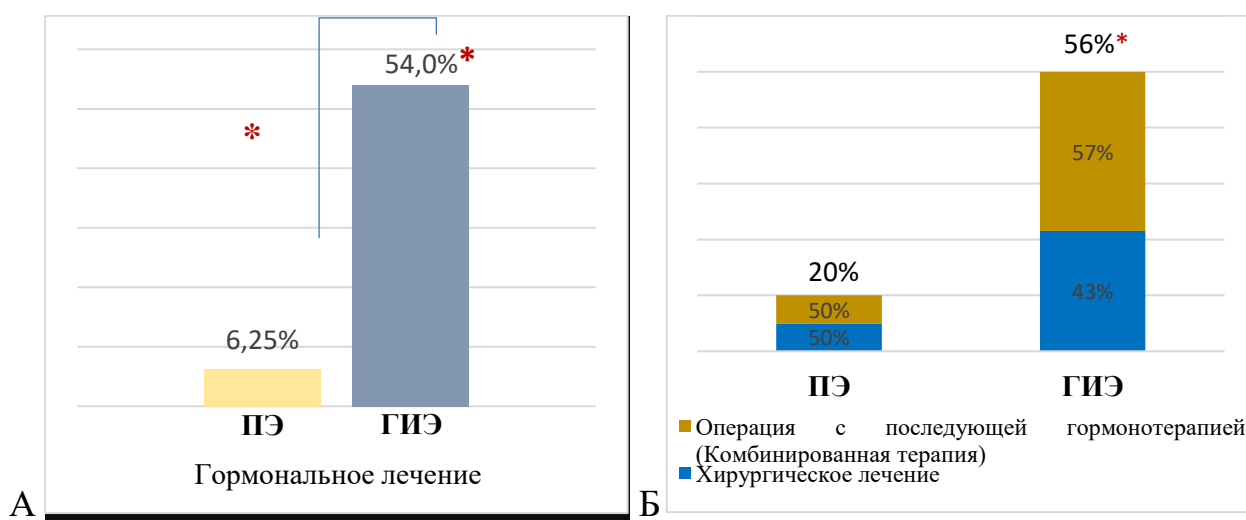 54,0%*
*
6,25%
ПЭ ГИЭ
Гормональное лечение
А
56%*
57%
20%
43%
50%
50%
ПЭ ГИЭ
Операция с последующей гормонотерапией
(Комбинированная терапия)
Хирургическое лечение
Б